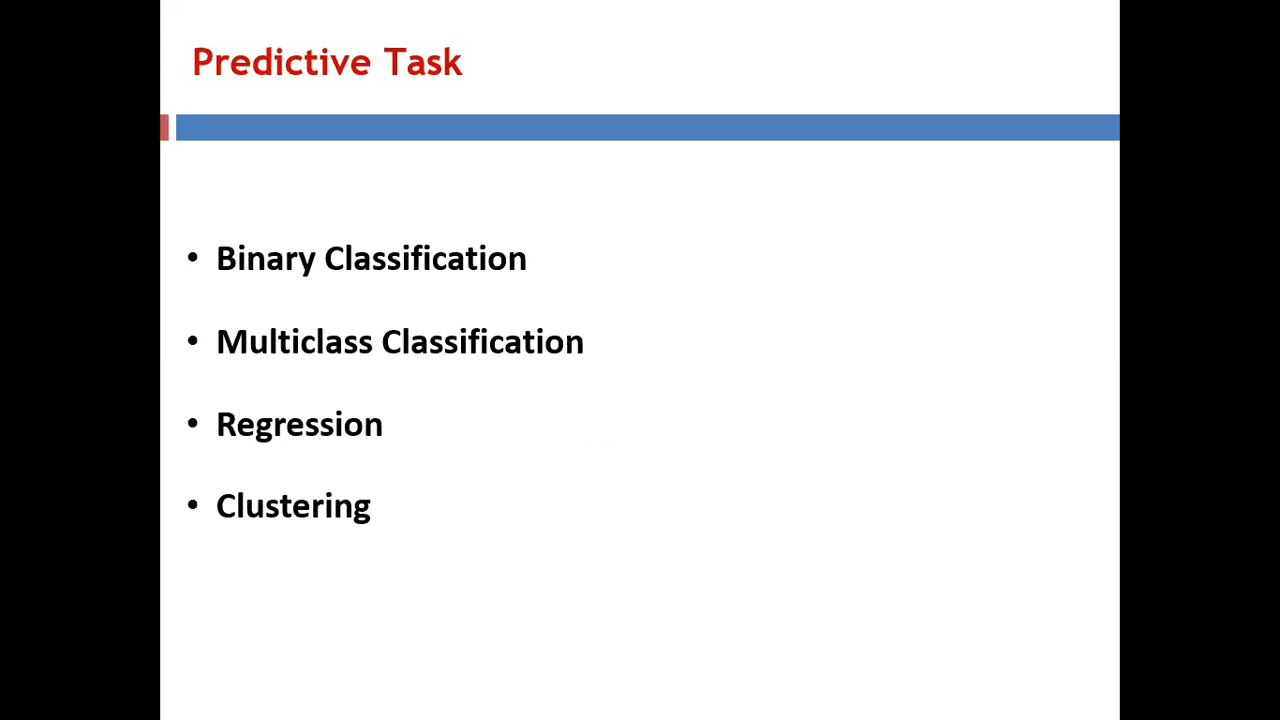 Predictive Task
• Binary Classification
• Multiclass Classification
• Regression
• Clustering